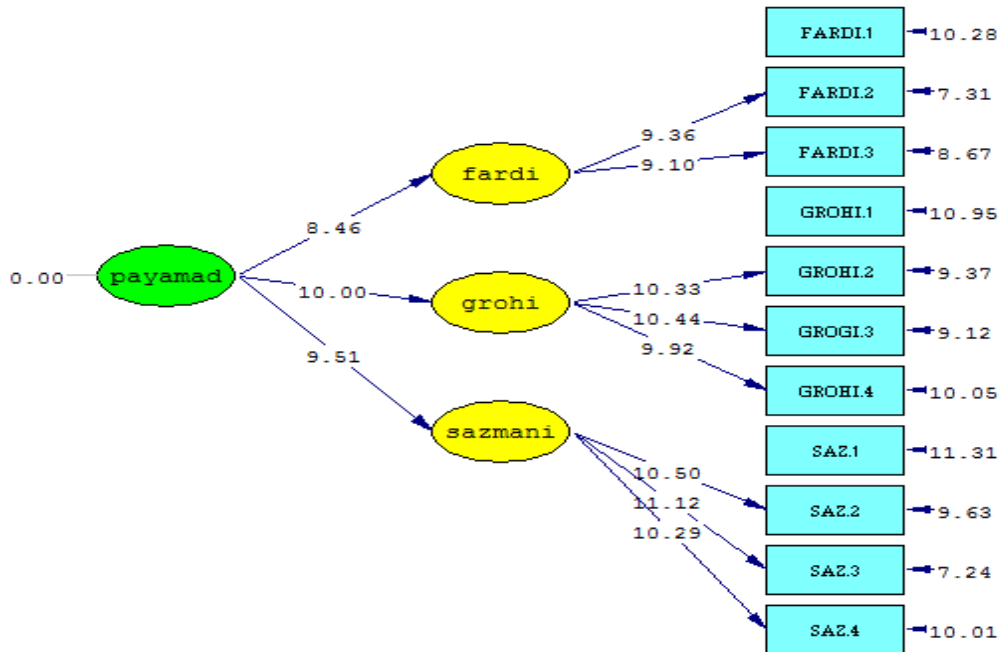 FARDI.1
10.28
FARDI.2
7.31
9.36
fardi
9.10
FARDI.3
8.67
8.46
GROHI.1
10.95
0.00
payamad
10.00
grohi
10.33
GROHI.2
9.37
10.44
GROGI.3
9.12
9.92
GROHI.4
10.05
9.51
sazmani
SAZ.1
11.31
10.50
SAZ.2
9.63
11.12
SAZ.3
7.24
10.29
SAZ.4
10.01